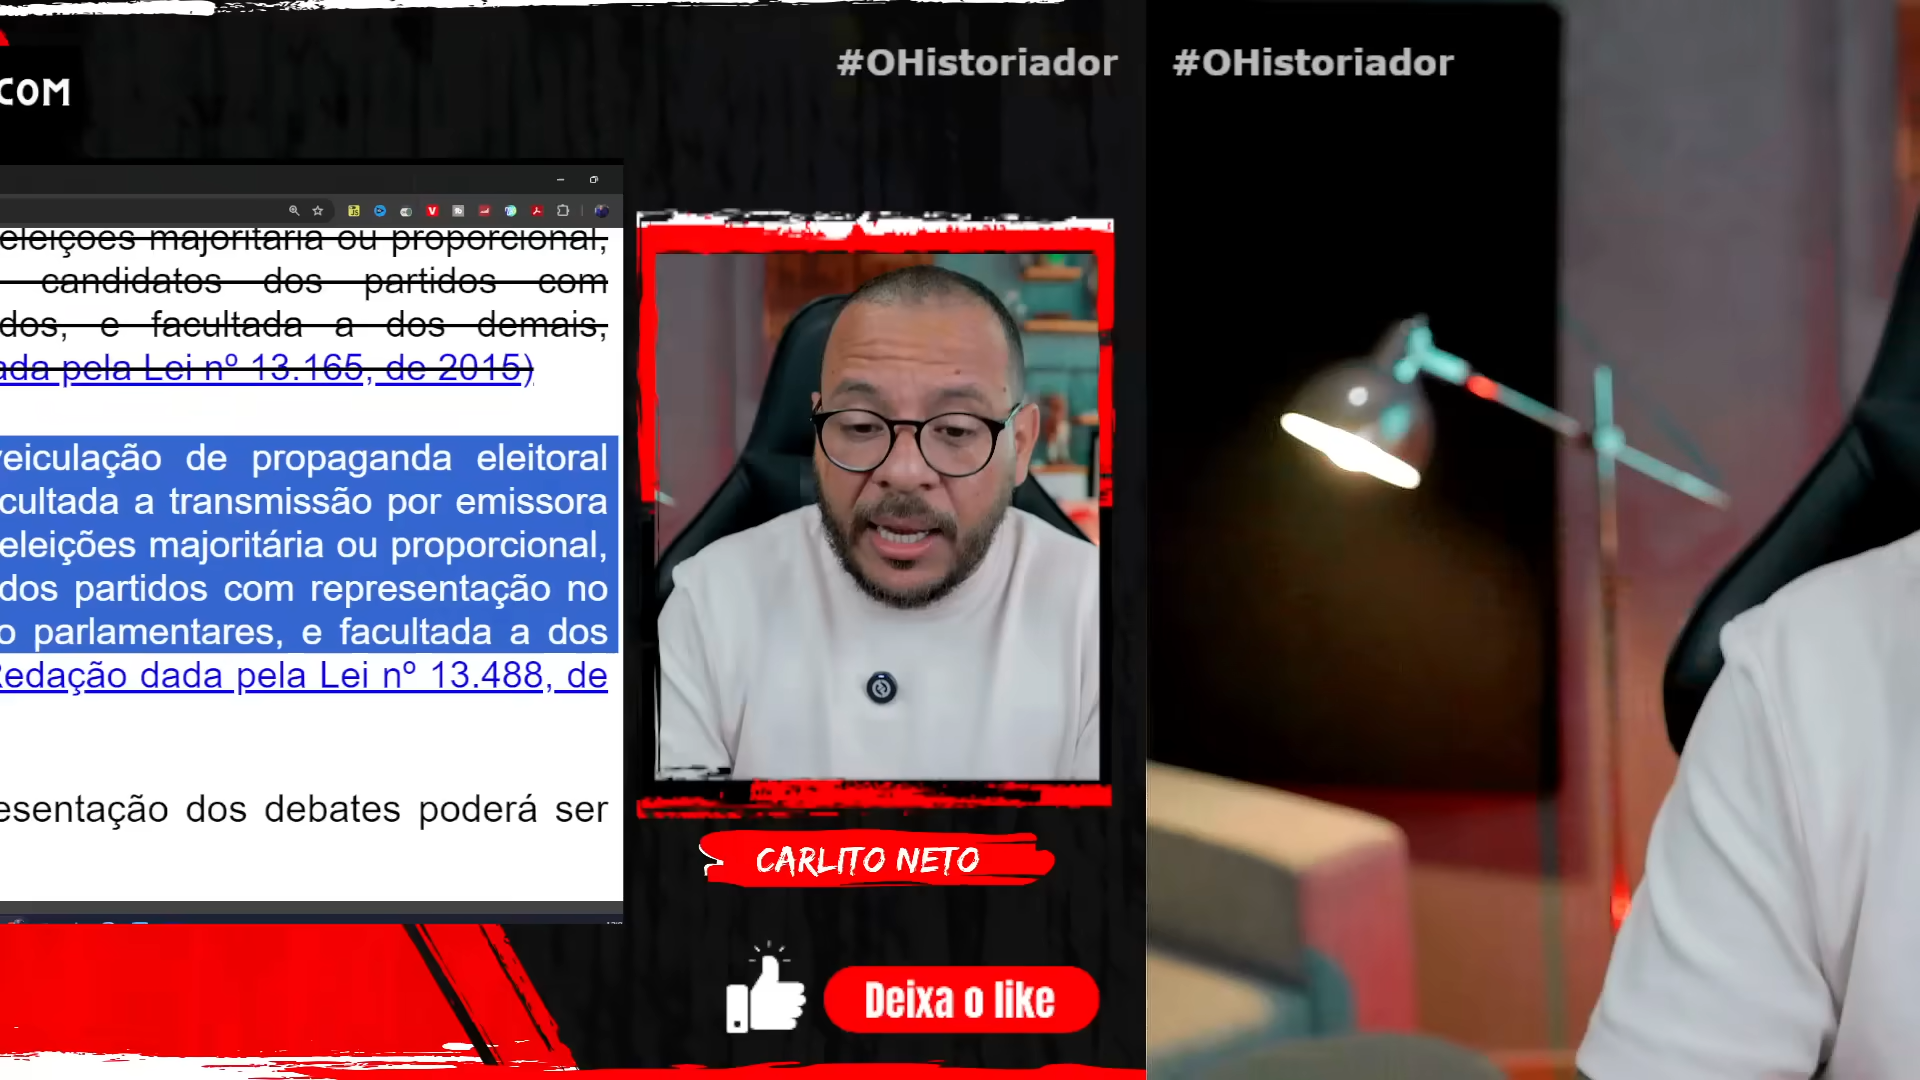 #OHistoriador
#OHistoriador
COM
eleições majoritária ou proporcional,
candidatos dos partidos com
dos, e facultada a dos demais,
ada pela Lei nº 13.165, de 2015)
veiculação de propaganda eleitoral
cultada a transmissão por emissora
eleições majoritária ou proporcional,
dos partidos com representação no
o parlamentares, e facultada a dos
Redação dada pela Lei nº 13.488, de
esentação dos debates poderá ser
CARLITO NETO
Deixa o like